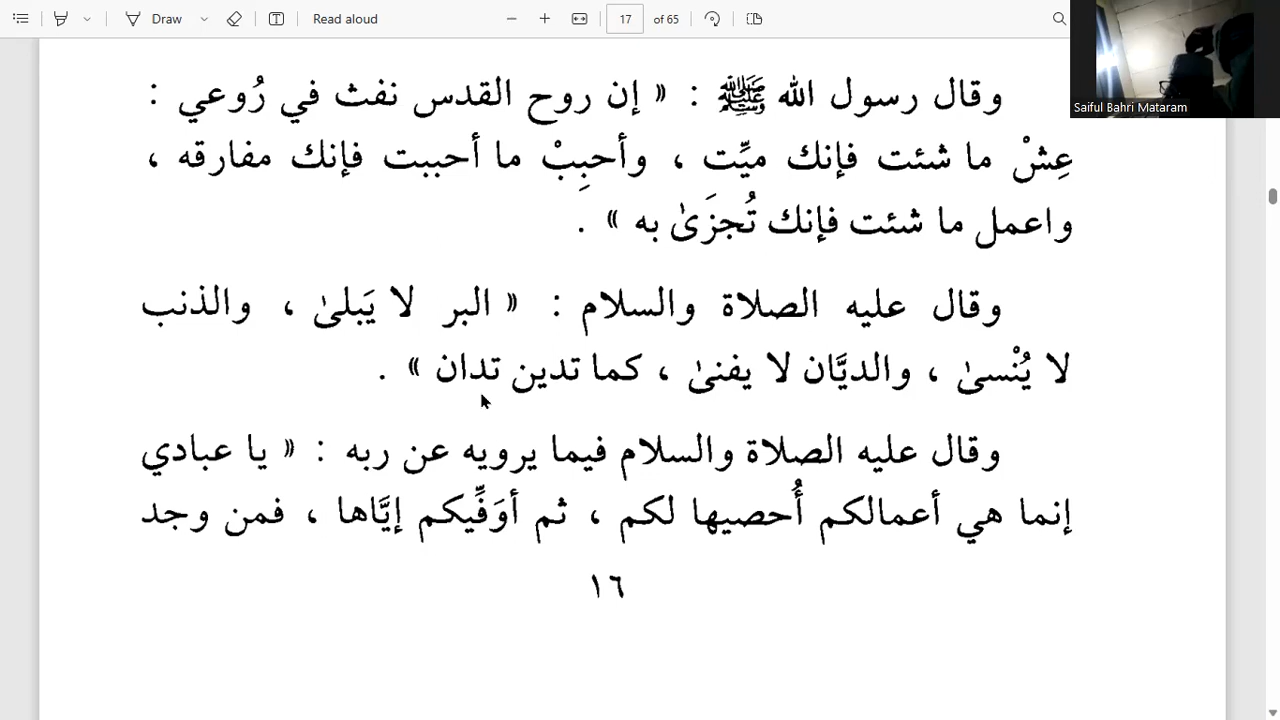 Draw
Read aloud
17 of 65
Saiful Bahri Mataram
وقال رسول الله ﷺ : « إن روح القدس نفث في رُوعي :
عِشْ ما شئت فإنك ميِّت ، وأحبِبْ ما أحببت فإنك مفارقه ،
واعمل ما شئت فإنك تُجزَىٰ به » .
وقال عليه الصلاة والسلام : « البر لا يَبلىٰ ، والذنب
لا يُنْسىٰ ، والديَّان لا يفنىٰ ، كما تدين تدان » .
وقال عليه الصلاة والسلام فيما يرويه عن ربه : « يا عبادي
إنما هي أعمالكم أُحصيها لكم ، ثم أوَفِّيكم إيَّاها ، فمن وجد
١٦